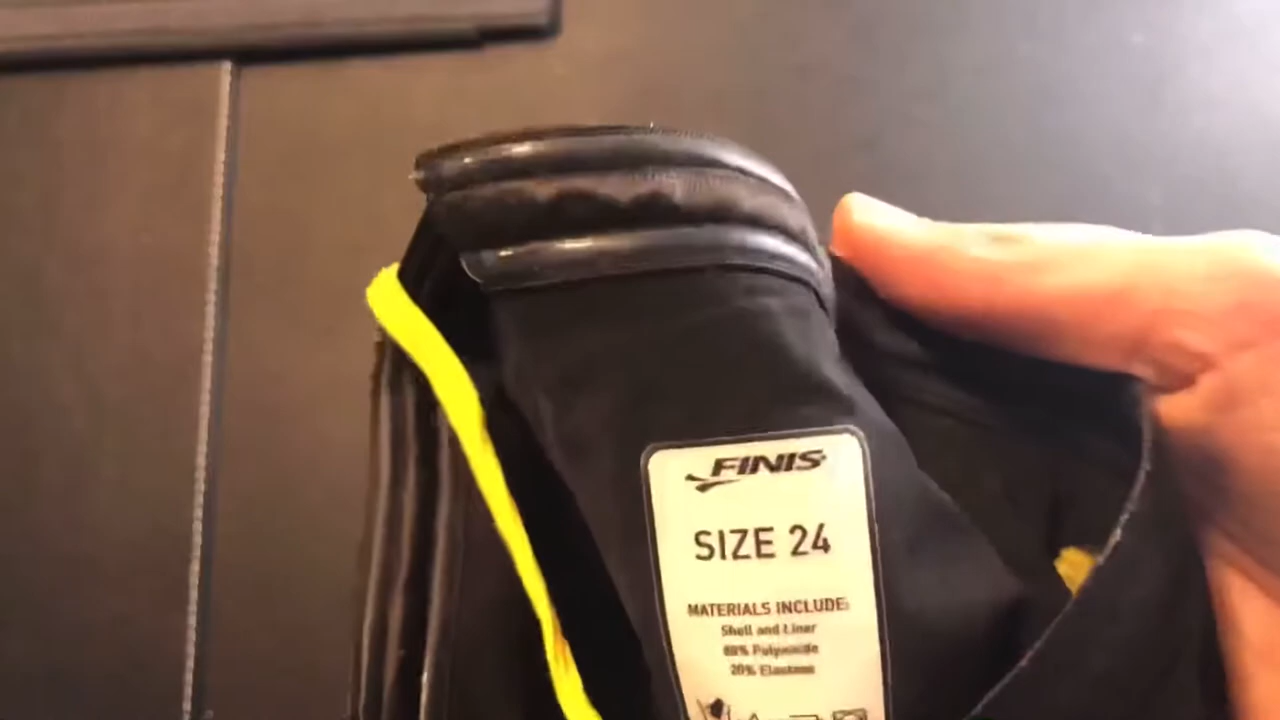 FINIS
SIZE 24
MATERIALS INCLUDE:
Shell and Liner
80% Polyamide
20% Elastane